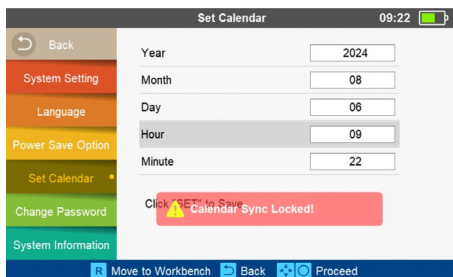 Set Calendar 09:22
Back
System Setting
Language
Power Save Option
Set Calendar
Change Password
System Information
Year 2024
Month 08
Day 06
Hour 09
Minute 22
Click "SET" to Save
Calendar Sync Locked!
R Move to Workbench Back Proceed